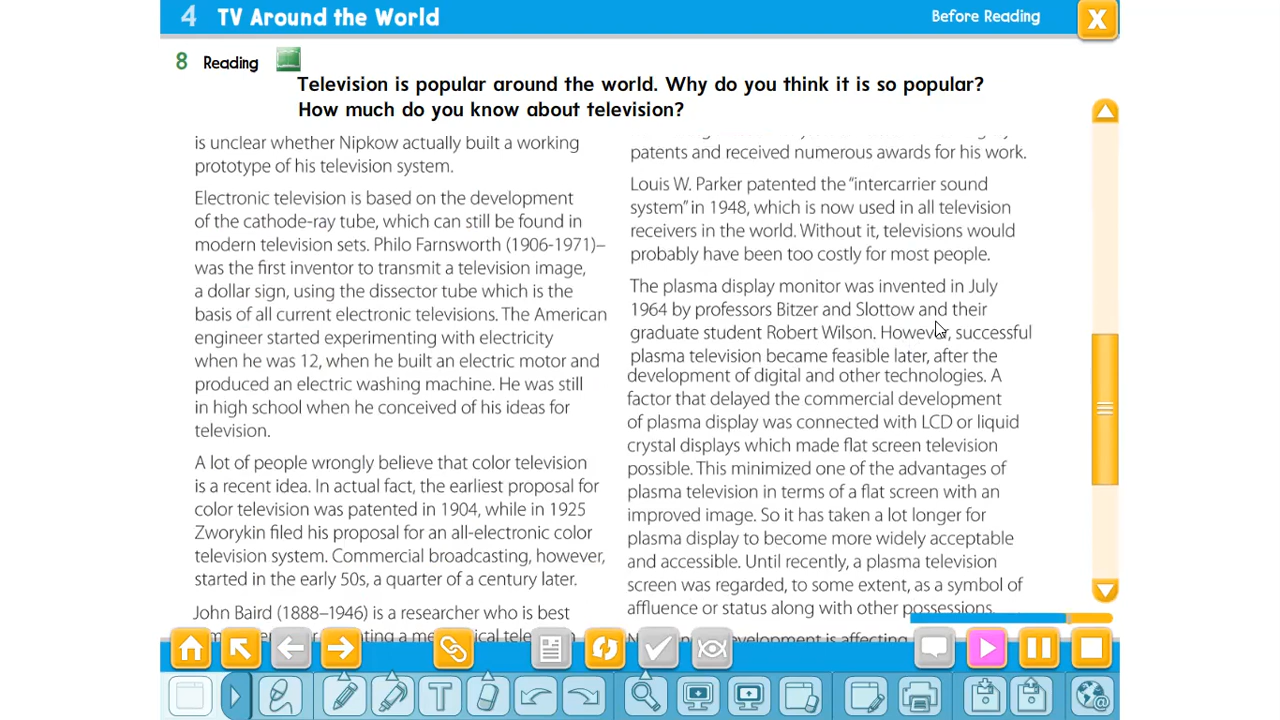 4 TV Around the World
Before Reading
X
8 Reading
Television is popular around the world. Why do you think it is so popular?
How much do you know about television?
is unclear whether Nipkow actually built a working
prototype of his television system.
Electronic television is based on the development
of the cathode-ray tube, which can still be found in
modern television sets. Philo Farnsworth (1906-1971)–
was the first inventor to transmit a television image,
a dollar sign, using the dissector tube which is the
basis of all current electronic televisions. The American
engineer started experimenting with electricity
when he was 12, when he built an electric motor and
produced an electric washing machine. He was still
in high school when he conceived of his ideas for
television.
A lot of people wrongly believe that color television
is a recent idea. In actual fact, the earliest proposal for
color television was patented in 1904, while in 1925
Zworykin filed his proposal for an all-electronic color
television system. Commercial broadcasting, however,
started in the early 50s, a quarter of a century later.
John Baird (1888–1946) is a researcher who is best
patents and received numerous awards for his work.
Louis W. Parker patented the “intercarrier sound
system” in 1948, which is now used in all television
receivers in the world. Without it, televisions would
probably have been too costly for most people.
The plasma display monitor was invented in July
1964 by professors Bitzer and Slottow and their
graduate student Robert Wilson. However, successful
plasma television became feasible later, after the
development of digital and other technologies. A
factor that delayed the commercial development
of plasma display was connected with LCD or liquid
crystal displays which made flat screen television
possible. This minimized one of the advantages of
plasma television in terms of a flat screen with an
improved image. So it has taken a lot longer for
plasma display to become more widely acceptable
and accessible. Until recently, a plasma television
screen was regarded, to some extent, as a symbol of
affluence or status along with other possessions.
development is affecting
T